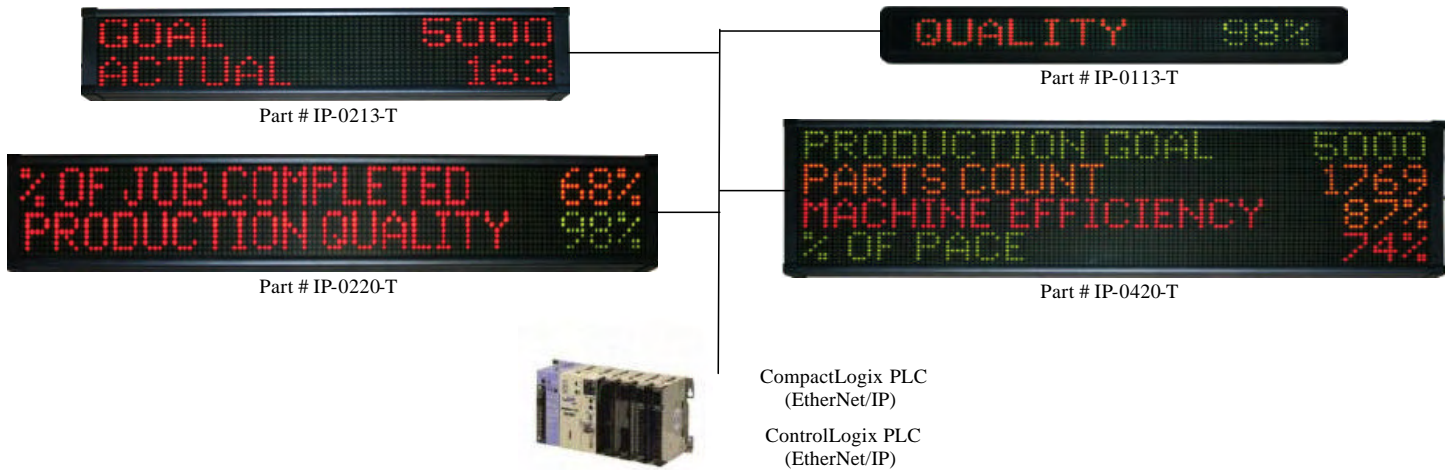 GOAL 5000
ACTUAL 163
Part # IP-0213-T
QUALITY 98%
Part # IP-0113-T
% OF JOB COMPLETED 68%
PRODUCTION QUALITY 98%
Part # IP-0220-T
PRODUCTION GOAL 5000
PARTS COUNT 1769
MACHINE EFFICIENCY 87%
% OF PACE 74%
Part # IP-0420-T
CompactLogix PLC
(EtherNet/IP)
ControlLogix PLC
(EtherNet/IP)